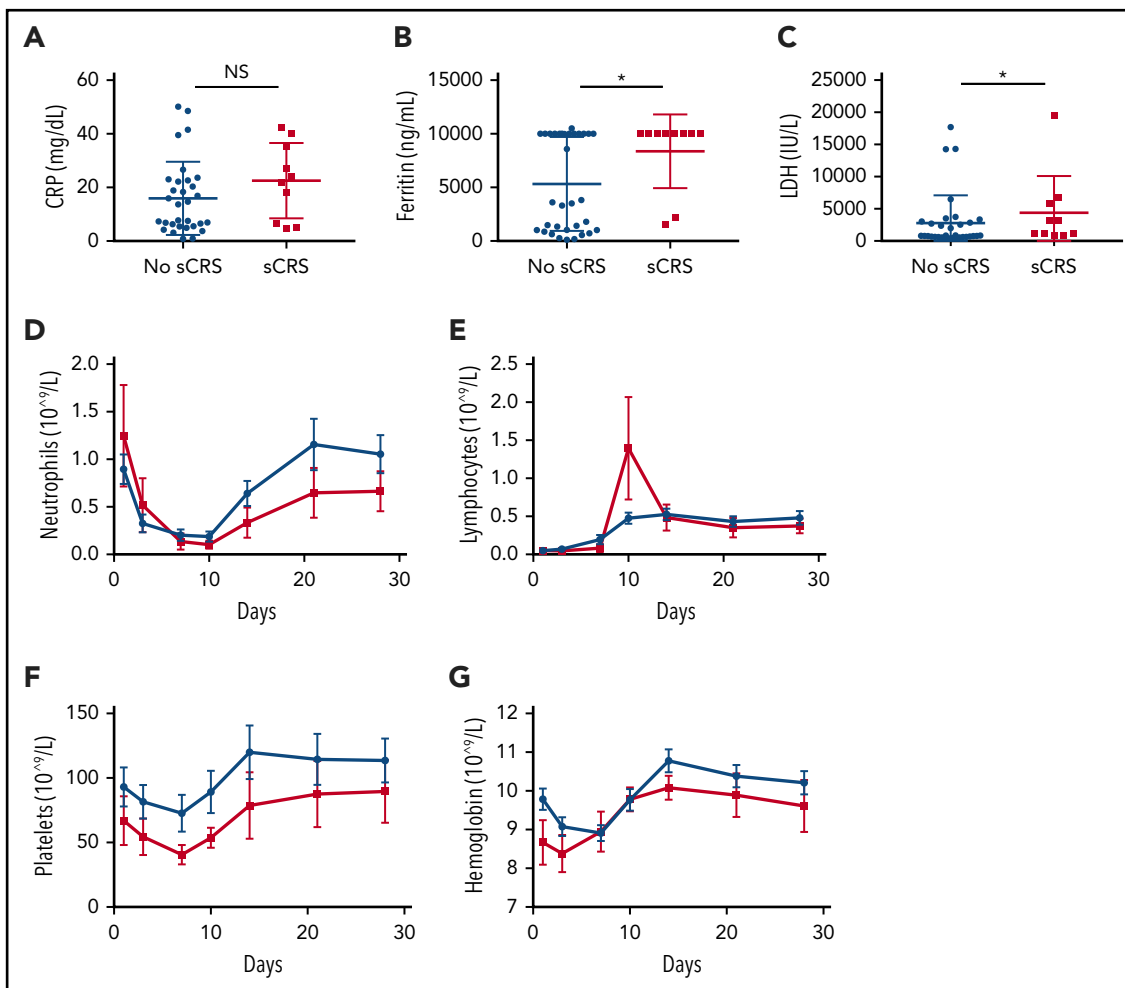 A
NS
60
40
20
0
CRP (mg/dL)
No sCRS
sCRS
B
*
15000
10000
5000
0
Ferritin (ng/mL)
No sCRS
sCRS
C
*
25000
20000
15000
10000
5000
0
LDH (IU/L)
No sCRS
sCRS
D
2.0
1.5
1.0
0.5
0.0
Neutrophils (10^9/L)
0 10 20 30
Days
E
2.5
2.0
1.5
1.0
0.5
0.0
Lymphocytes (10^9/L)
0 10 20 30
Days
F
150
100
50
0
Platelets (10^9/L)
0 10 20 30
Days
G
12
11
10
9
8
7
Hemoglobin (10^9/L)
0 10 20 30
Days